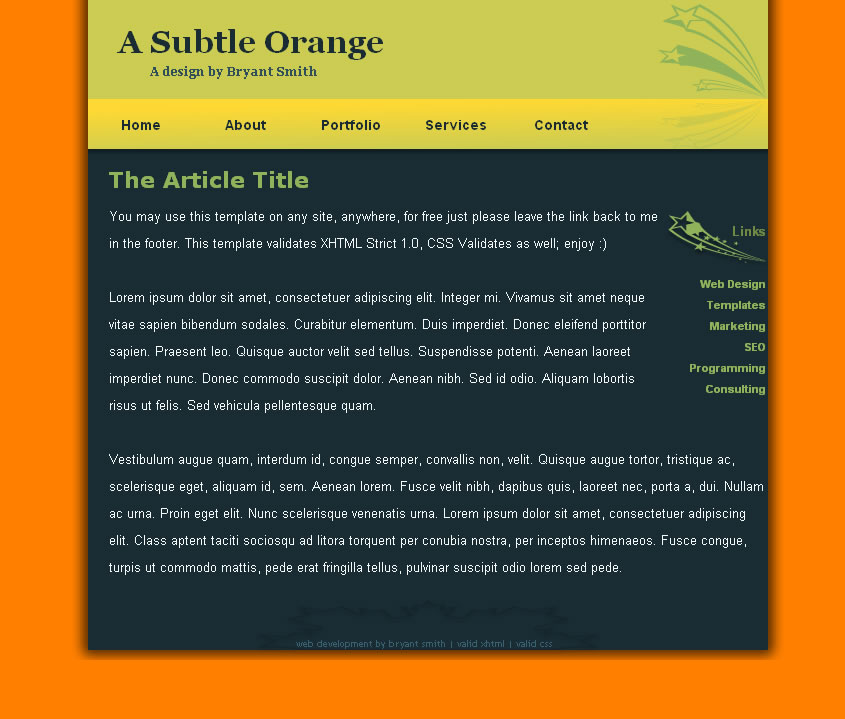 A Subtle Orange
A design by Bryant Smith
Home About Portfolio Services Contact
The Article Title
You may use this template on any site, anywhere, for free just please leave the link back to me
in the footer. This template validates XHTML Strict 1.0, CSS Validates as well; enjoy :)
Lorem ipsum dolor sit amet, consectetuer adipiscing elit. Integer mi. Vivamus sit amet neque
vitae sapien bibendum sodales. Curabitur elementum. Duis imperdiet. Donec eleifend porttitor
sapien. Praesent leo. Quisque auctor velit sed tellus. Suspendisse potenti. Aenean laoreet
imperdiet nunc. Donec commodo suscipit dolor. Aenean nibh. Sed id odio. Aliquam lobortis
risus ut felis. Sed vehicula pellentesque quam.
Vestibulum augue quam, interdum id, congue semper, convallis non, velit. Quisque augue tortor, tristique ac,
scelerisque eget, aliquam id, sem. Aenean lorem. Fusce velit nibh, dapibus quis, laoreet nec, porta a, dui. Nullam
ac urna. Proin eget elit. Nunc scelerisque venenatis urna. Lorem ipsum dolor sit amet, consectetuer adipiscing
elit. Class aptent taciti sociosqu ad litora torquent per conubia nostra, per inceptos himenaeos. Fusce congue,
turpis ut commodo mattis, pede erat fringilla tellus, pulvinar suscipit odio lorem sed pede.
Links
Web Design
Templates
Marketing
SEO
Programming
Consulting
web development by bryant smith | valid xhtml | valid css